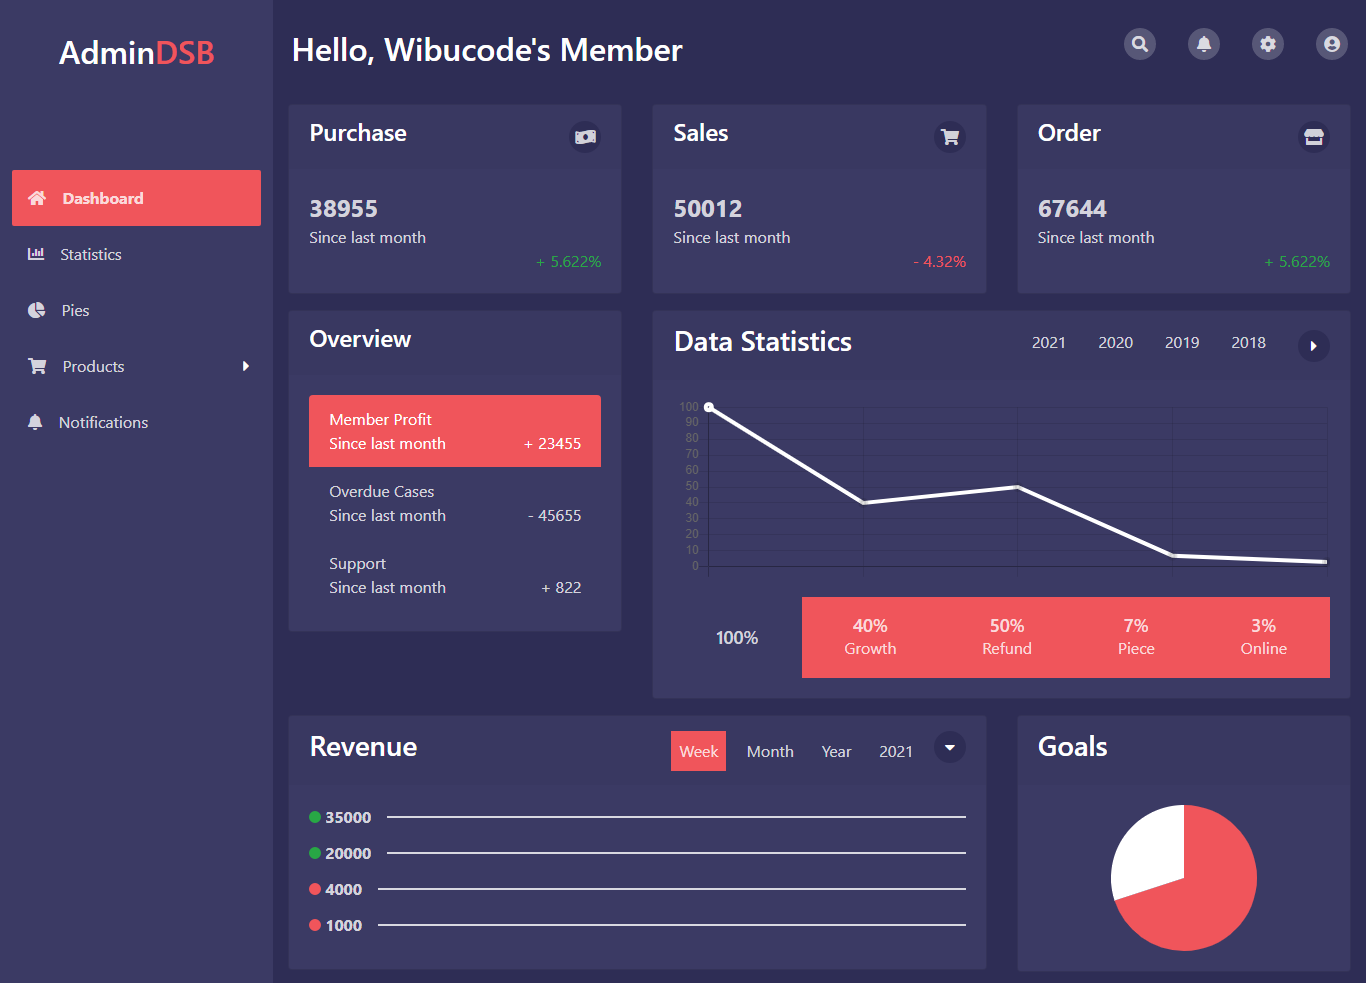 AdminDSB
Hello, Wibucode's Member
Dashboard
Statistics
Pies
Products
Notifications
Purchase
38955
Since last month
+ 5.622%
Sales
50012
Since last month
- 4.32%
Order
67644
Since last month
+ 5.622%
Overview
Member Profit
Since last month + 23455
Overdue Cases
Since last month - 45655
Support
Since last month + 822
Data Statistics 2021 2020 2019 2018
100
90
80
70
60
50
40
30
20
10
0
100%
40% 50% 7% 3%
Growth Refund Piece Online
Revenue Week Month Year 2021
35000
20000
4000
1000
Goals